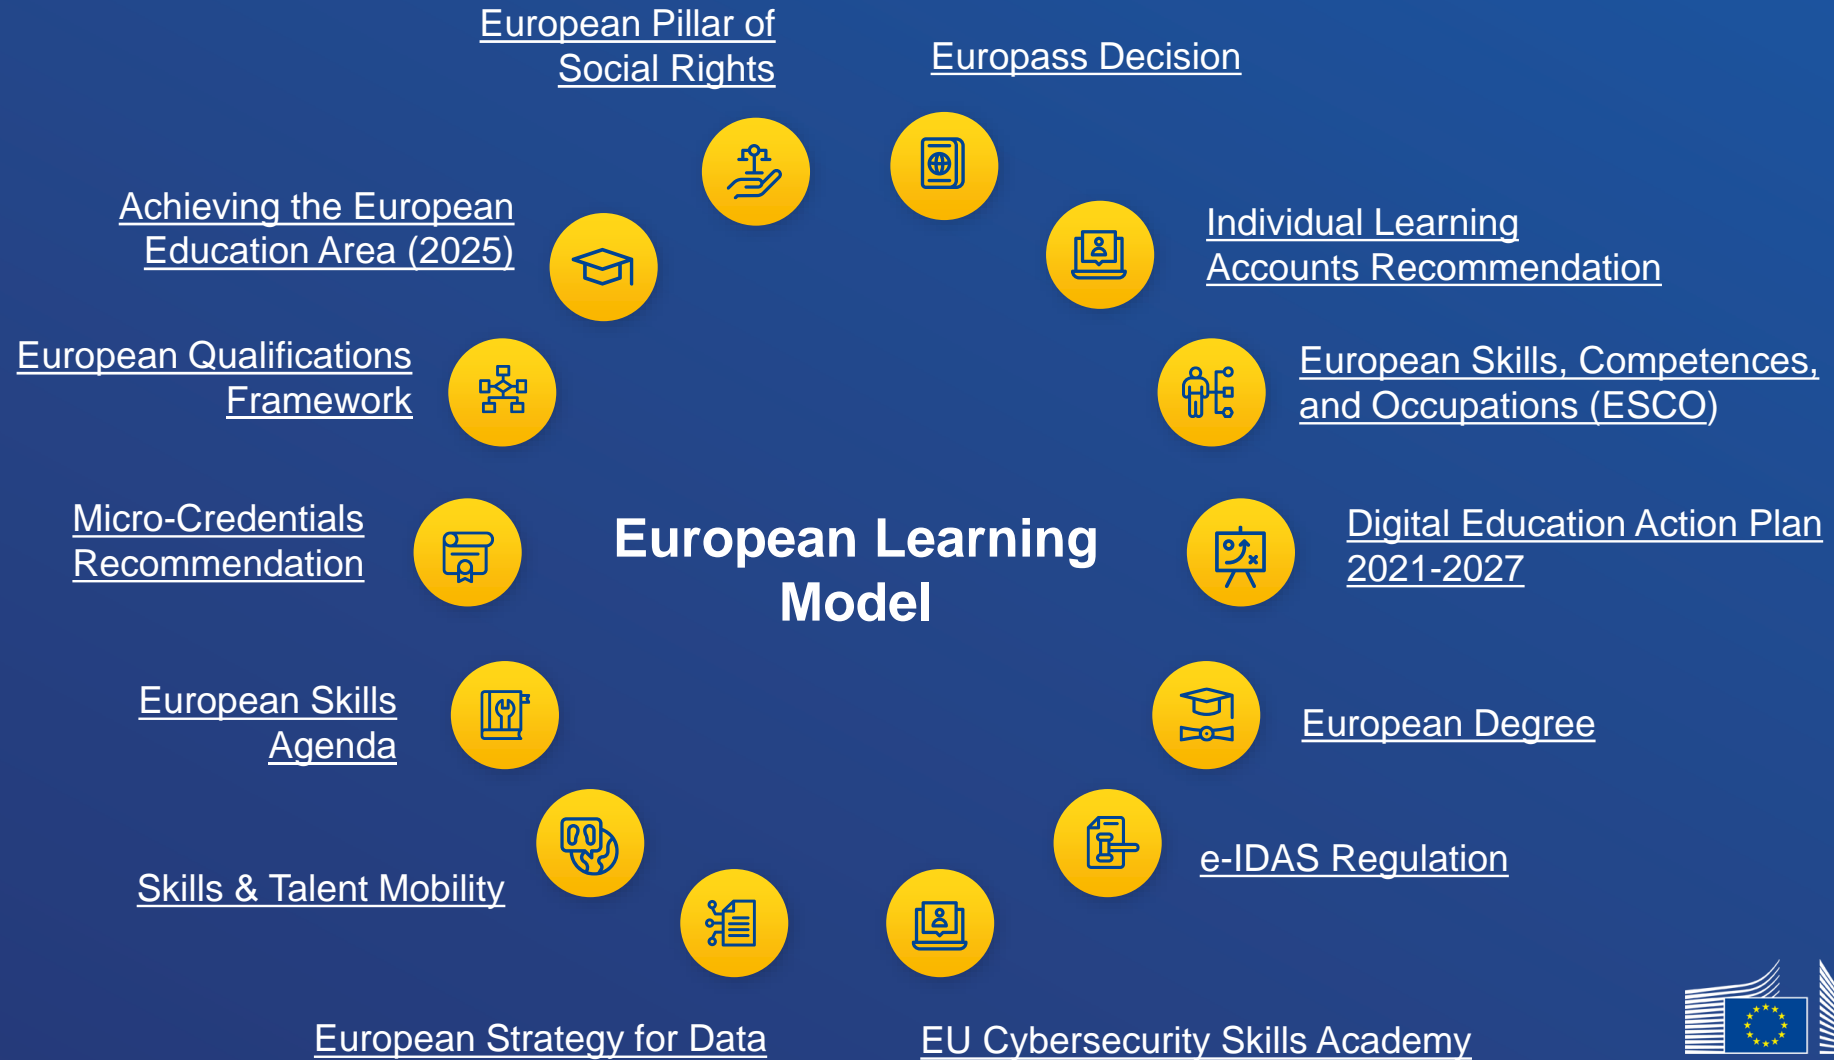 European Pillar of
Social Rights
Europass Decision
Achieving the European
Education Area (2025)
Individual Learning
Accounts Recommendation
European Qualifications
Framework
European Skills, Competences,
and Occupations (ESCO)
Micro-Credentials
Recommendation
European Learning
Model
Digital Education Action Plan
2021-2027
European Skills
Agenda
European Degree
Skills & Talent Mobility
e-IDAS Regulation
European Strategy for Data
EU Cybersecurity Skills Academy